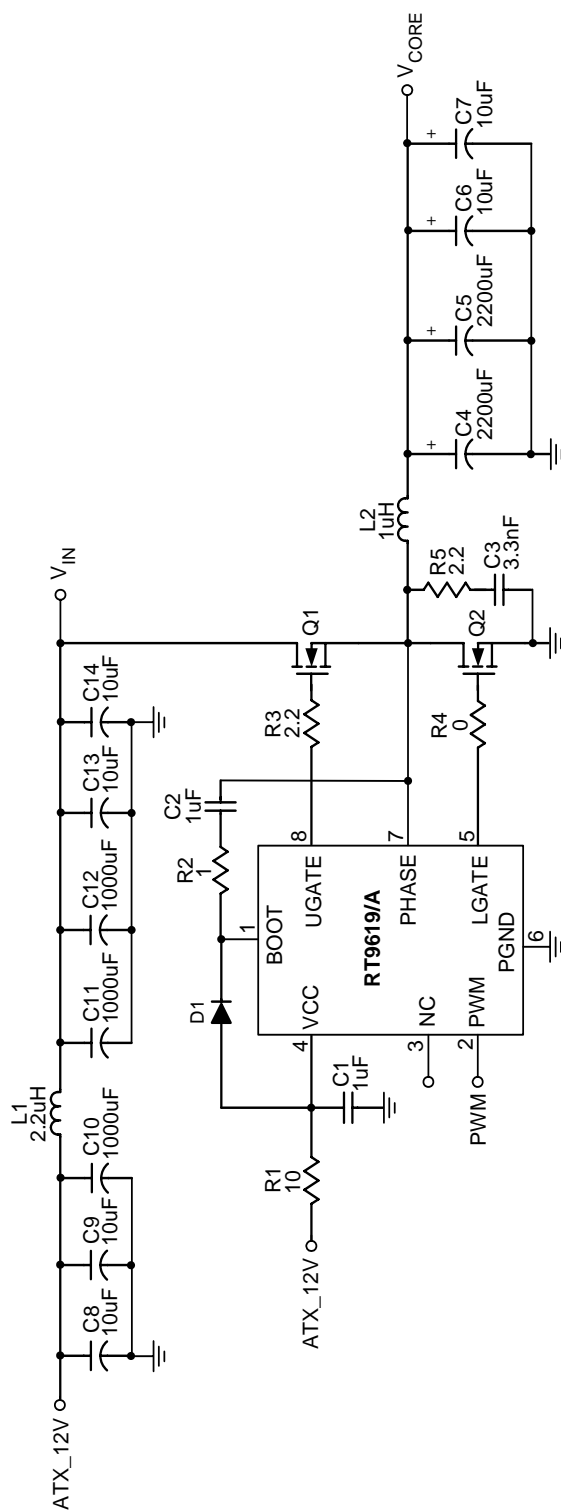 ATX_12V
C8
10uF
C9
10uF
C10
1000uF
L1
2.2uH
C11
1000uF
C12
1000uF
C13
10uF
C14
10uF
V_IN
ATX_12V
R1
10
C1
1uF
D1
R2
1
C2
1uF
1
BOOT
4
VCC
UGATE
8
RT9619/A
PHASE
7
3
NC
PWM
2
PWM
LGATE
5
PGND
6
R3
2.2
Q1
R4
0
Q2
R5
2.2
C3
3.3nF
L2
1uH
+
C4
2200uF
+
C5
2200uF
+
C6
10uF
+
C7
10uF
V_CORE